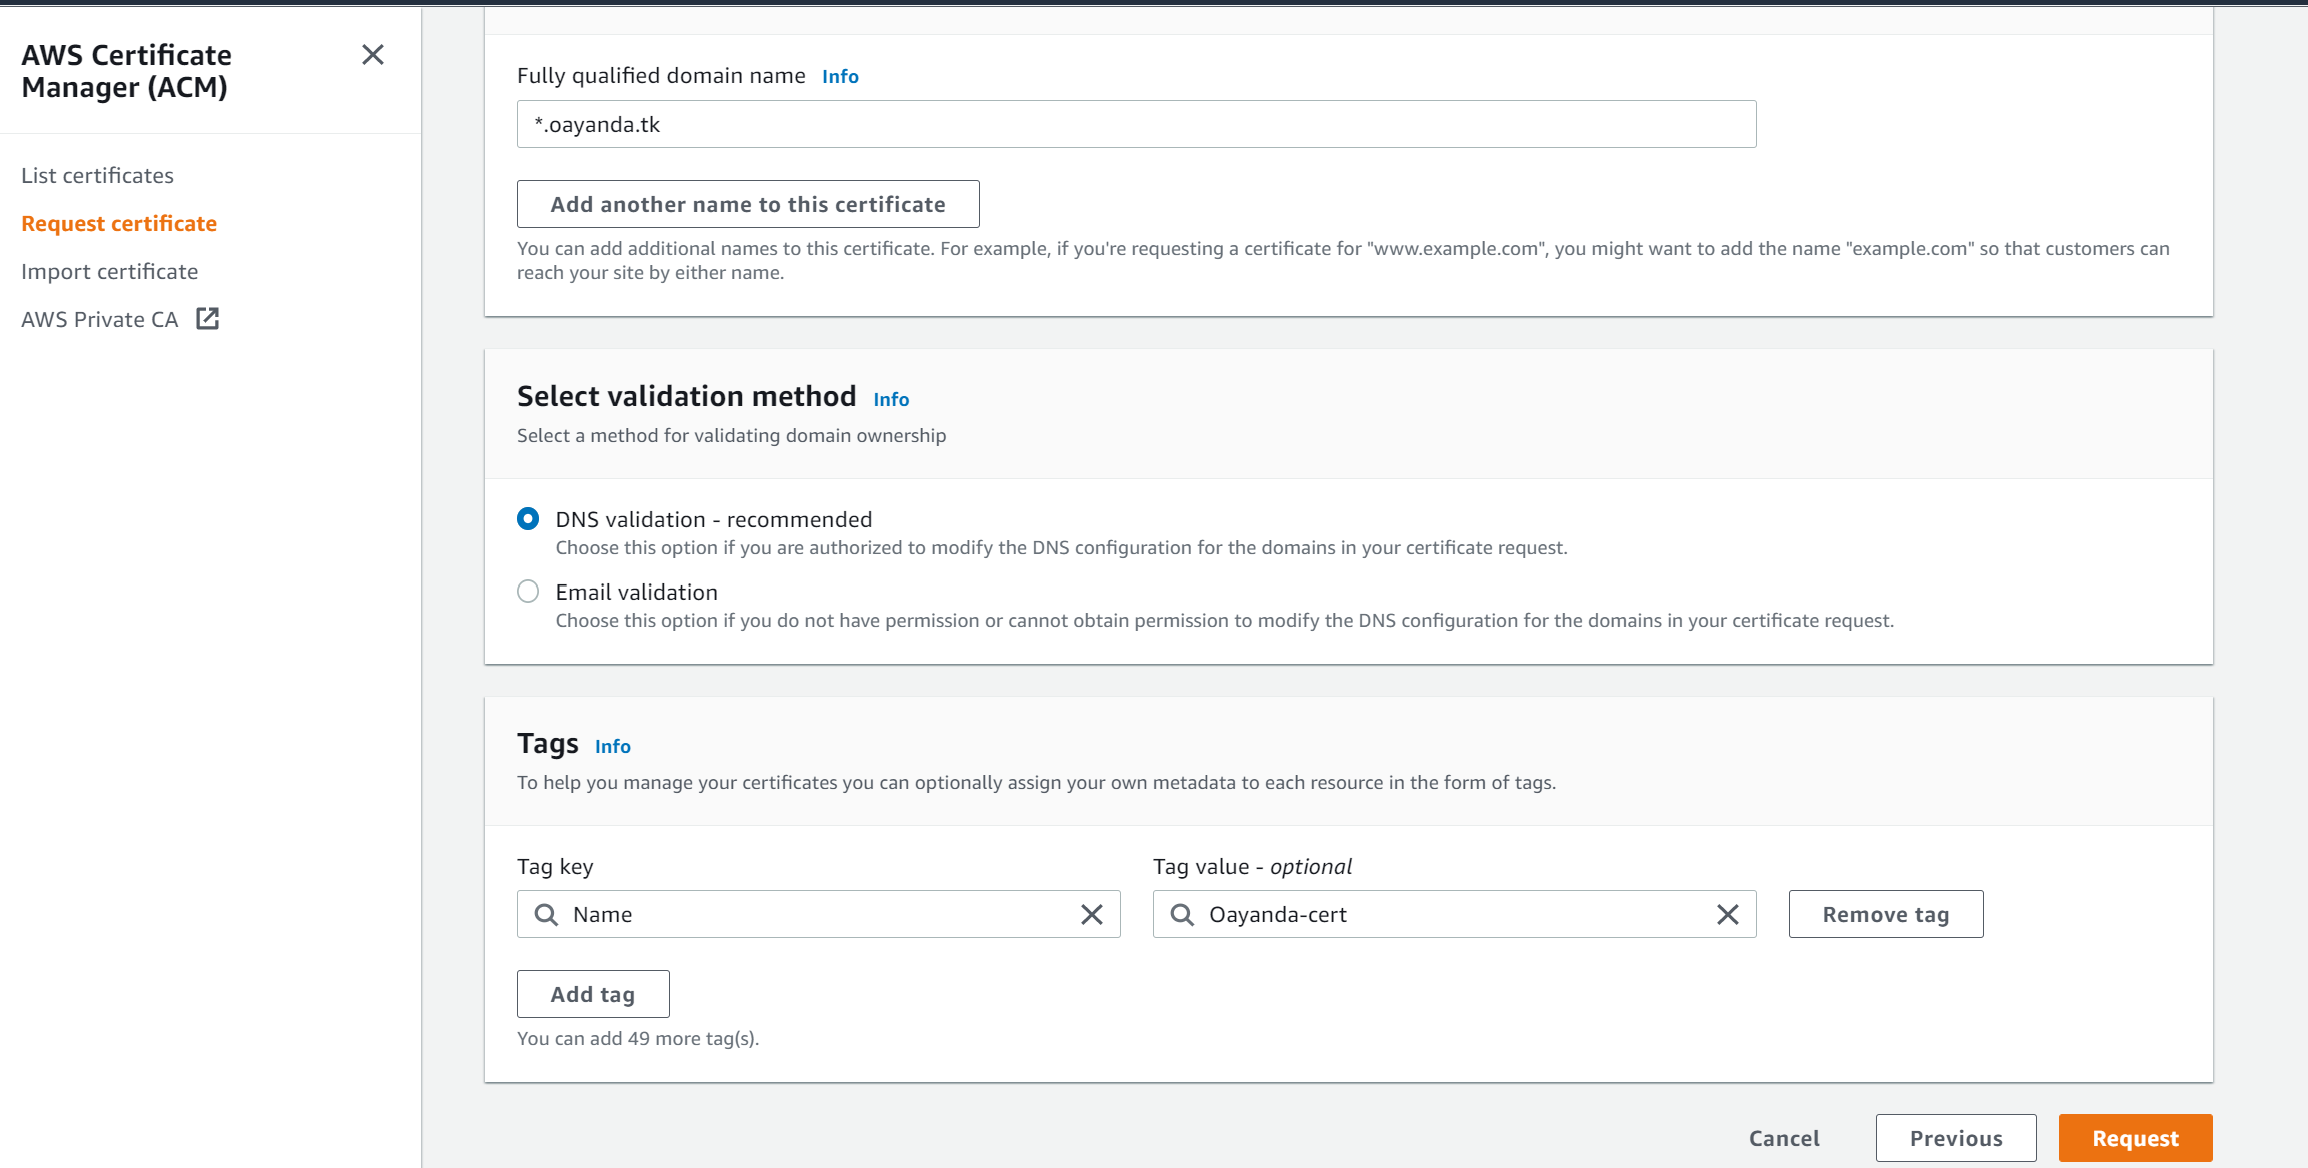 AWS Certificate
Manager (ACM)
List certificates
Request certificate
Import certificate
AWS Private CA
Fully qualified domain name Info
*.oayanda.tk
Add another name to this certificate
You can add additional names to this certificate. For example, if you're requesting a certificate for "www.example.com", you might want to add the name "example.com" so that customers can
reach your site by either name.
Select validation method Info
Select a method for validating domain ownership
DNS validation - recommended
Choose this option if you are authorized to modify the DNS configuration for the domains in your certificate request.
Email validation
Choose this option if you do not have permission or cannot obtain permission to modify the DNS configuration for the domains in your certificate request.
Tags Info
To help you manage your certificates you can optionally assign your own metadata to each resource in the form of tags.
Tag key Tag value - optional
Name Oayanda-cert Remove tag
Add tag
You can add 49 more tag(s).
Cancel Previous Request